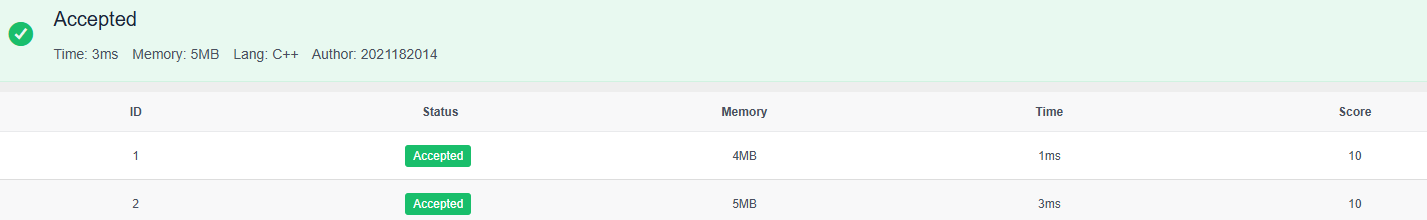 Accepted
Time: 3ms Memory: 5MB Lang: C++ Author: 2021182014
ID Status Memory Time Score
1 Accepted 4MB 1ms 10
2 Accepted 5MB 3ms 10